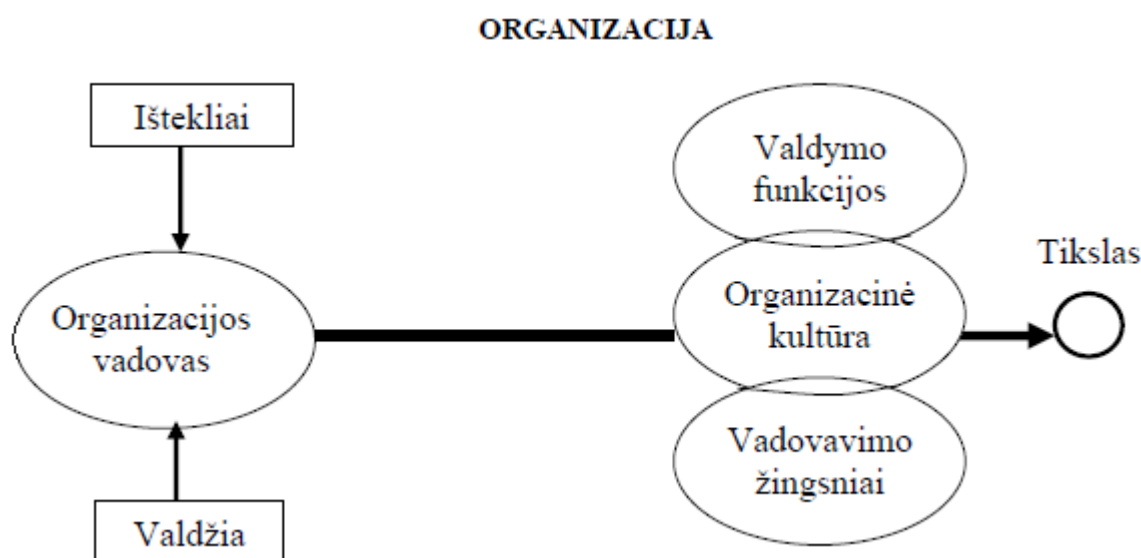 ORGANIZACIJA
Ištekliai
Organizacijos
vadovas
Valdžia
Valdymo
funkcijos
Organizacinė
kultūra
Vadovavimo
žingsniai
Tikslas